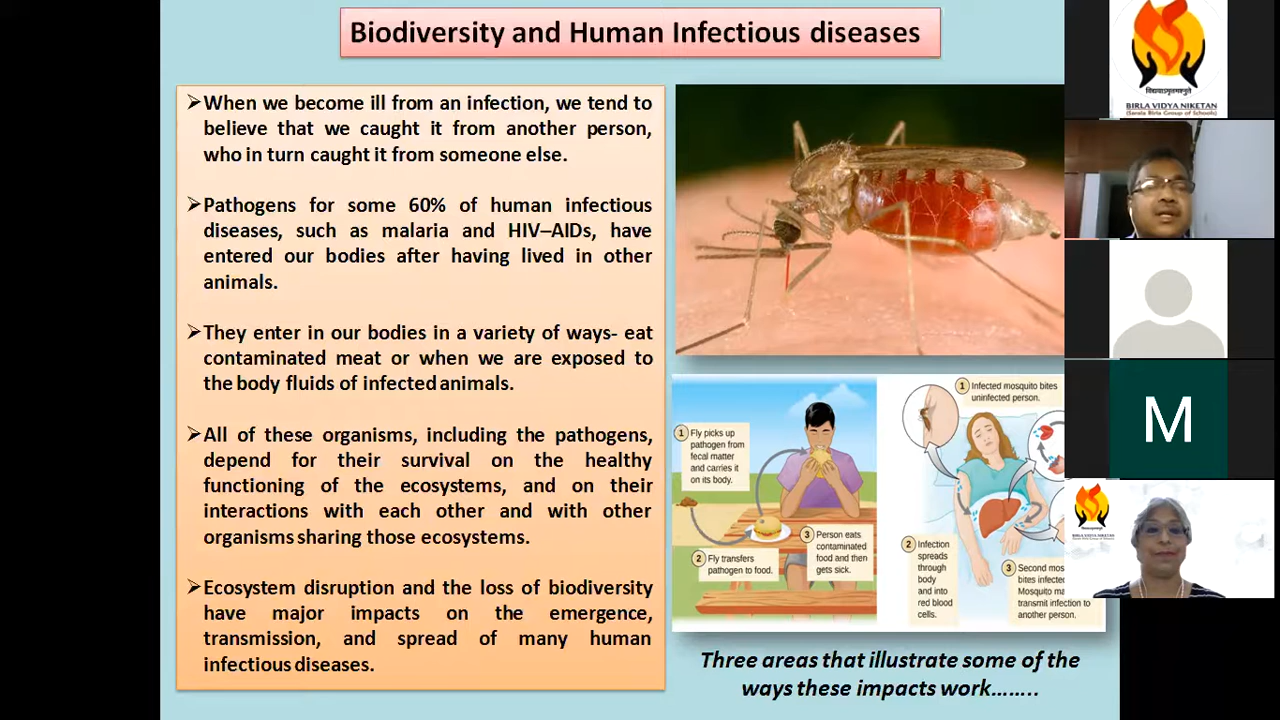 Biodiversity and Human Infectious diseases
➢When we become ill from an infection, we tend to
believe that we caught it from another person,
who in turn caught it from someone else.
➢Pathogens for some 60% of human infectious
diseases, such as malaria and HIV–AIDs, have
entered our bodies after having lived in other
animals.
➢They enter in our bodies in a variety of ways- eat
contaminated meat or when we are exposed to
the body fluids of infected animals.
➢All of these organisms, including the pathogens,
depend for their survival on the healthy
functioning of the ecosystems, and on their
interactions with each other and with other
organisms sharing those ecosystems.
➢Ecosystem disruption and the loss of biodiversity
have major impacts on the emergence,
transmission, and spread of many human
infectious diseases.
1 Fly picks up
pathogen from
fecal matter
and carries it
on its body.
2 Fly transfers
pathogen to food.
3 Person eats
contaminated
food and then
gets sick.
1 Infected mosquito bites
uninfected person.
2 Infection
spreads
through
body
and into
red blood
cells.
3 Second mos
bites infected
Mosquito ma
transmit infection to
another person.
Three areas that illustrate some of the
ways these impacts work……..
BIRLA VIDYA NIKETAN
(Sarala Birla Group of Schools)
M